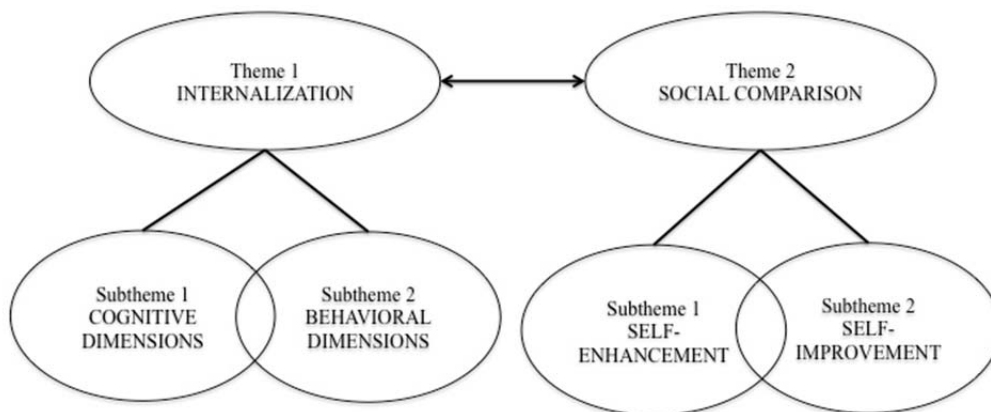 Theme 1
INTERNALIZATION
Theme 2
SOCIAL COMPARISON
Subtheme 1
COGNITIVE
DIMENSIONS
Subtheme 2
BEHAVIORAL
DIMENSIONS
Subtheme 1
SELF-
ENHANCEMENT
Subtheme 2
SELF-
IMPROVEMENT